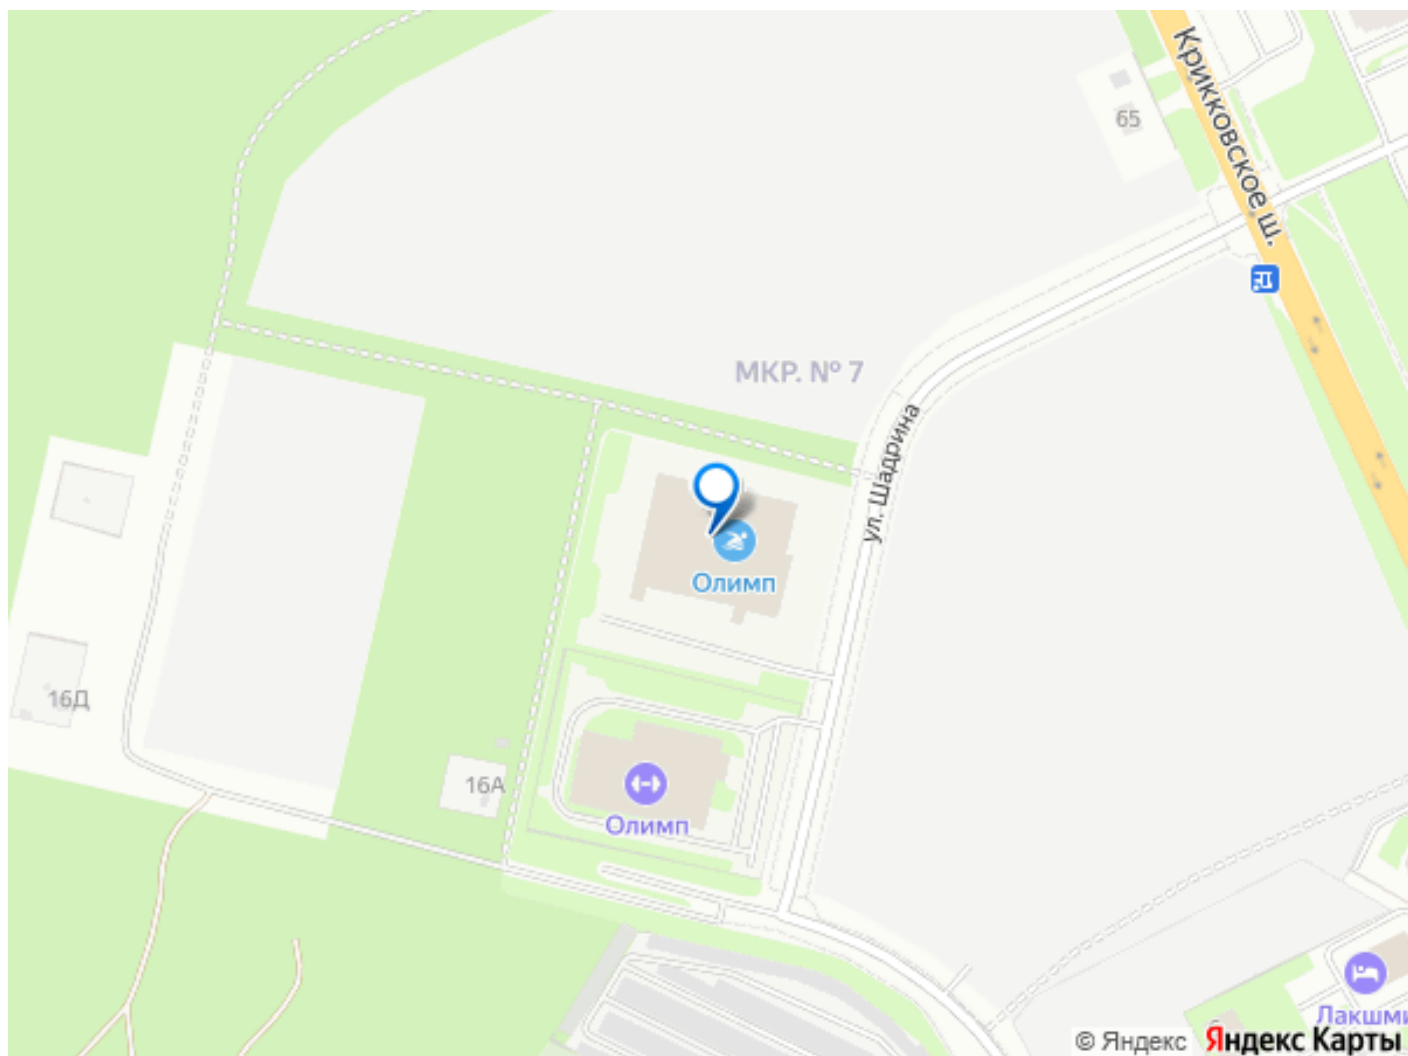 Крикковское ш.
65
МКР. № 7
ул. Шадрина
Олимп
16Д
16А
Олимп
Лакшми
© Яндекс Яндекс Карты